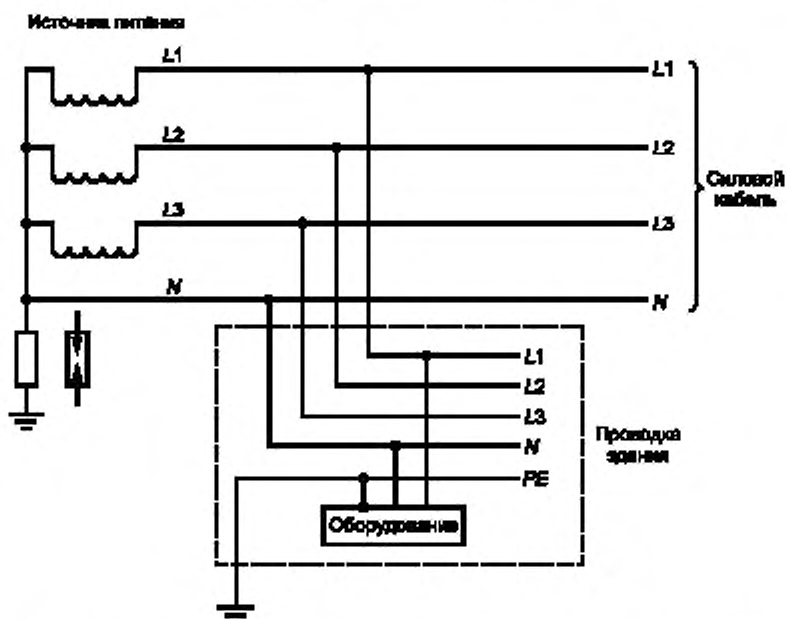 Источник питания
L1
L1
L2
L2
Силовой
кабель
L3
L3
N
N
L1
L2
L3
N
Проводка
здания
PE
Оборудование